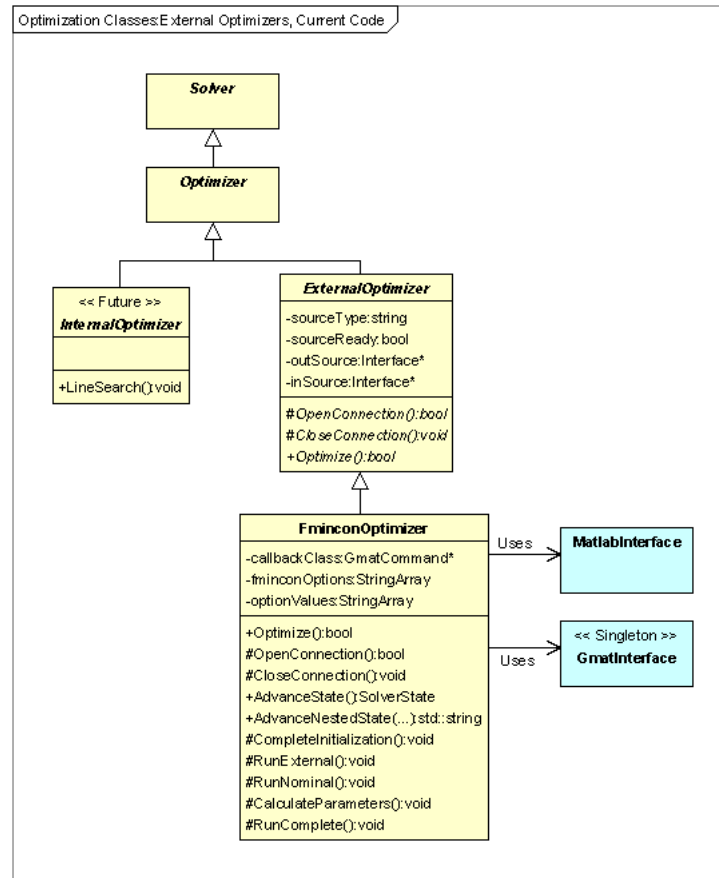 Optimization Classes:External Optimizers, Current Code
Solver
Optimizer
<< Future >>
InternalOptimizer
+LineSearch():void
ExternalOptimizer
-sourceType:string
-sourceReady:bool
-outSource:Interface*
-inSource:Interface*
#OpenConnection():bool
#CloseConnection():void
+Optimize():bool
FminconOptimizer
-callbackClass:GmatCommand*
-fminconOptions:StringArray
-optionValues:StringArray
+Optimize():bool
#OpenConnection():bool
#CloseConnection():void
+AdvanceState():SolverState
+AdvanceNestedState(...):std::string
#CompleteInitialization():void
#RunExternal():void
#RunNominal():void
#CalculateParameters():void
#RunComplete():void
Uses
MatlabInterface
Uses
<< Singleton >>
GmatInterface